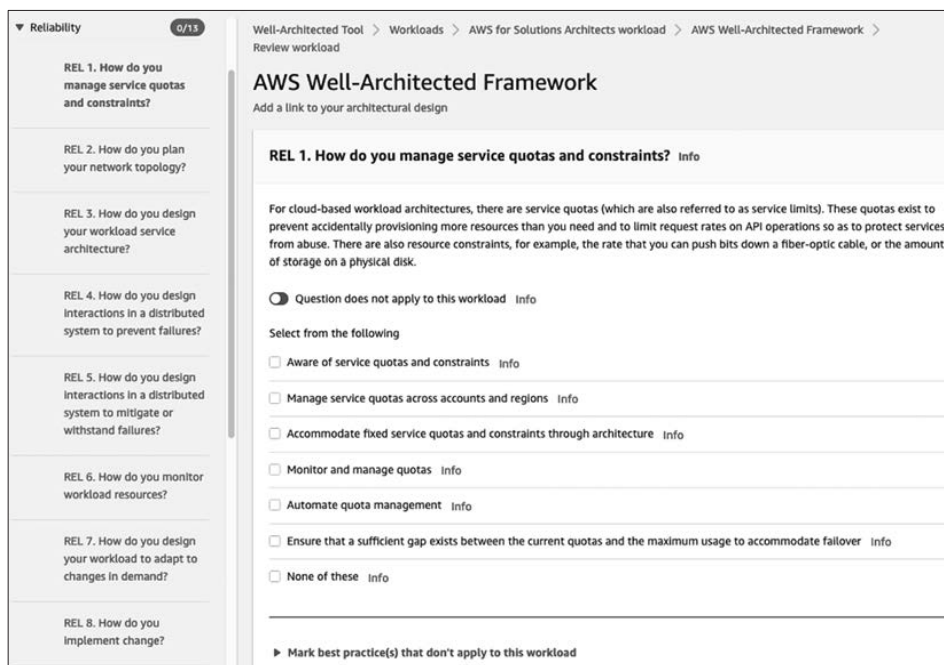 Reliability 0/13
REL 1. How do you
manage service quotas
and constraints?
REL 2. How do you plan
your network topology?
REL 3. How do you design
your workload service
architecture?
REL 4. How do you design
interactions in a distributed
system to prevent failures?
REL 5. How do you design
interactions in a distributed
system to mitigate or
withstand failures?
REL 6. How do you monitor
workload resources?
REL 7. How do you design
your workload to adapt to
changes in demand?
REL 8. How do you
implement change?
Well-Architected Tool > Workloads > AWS for Solutions Architects workload > AWS Well-Architected Framework >
Review workload
AWS Well-Architected Framework
Add a link to your architectural design
REL 1. How do you manage service quotas and constraints? Info
For cloud-based workload architectures, there are service quotas (which are also referred to as service limits). These quotas exist to
prevent accidentally provisioning more resources than you need and to limit request rates on API operations so as to protect services
from abuse. There are also resource constraints, for example, the rate that you can push bits down a fiber-optic cable, or the amount
of storage on a physical disk.
Question does not apply to this workload Info
Select from the following
Aware of service quotas and constraints Info
Manage service quotas across accounts and regions Info
Accommodate fixed service quotas and constraints through architecture Info
Monitor and manage quotas Info
Automate quota management Info
Ensure that a sufficient gap exists between the current quotas and the maximum usage to accommodate failover Info
None of these Info
Mark best practice(s) that don't apply to this workload